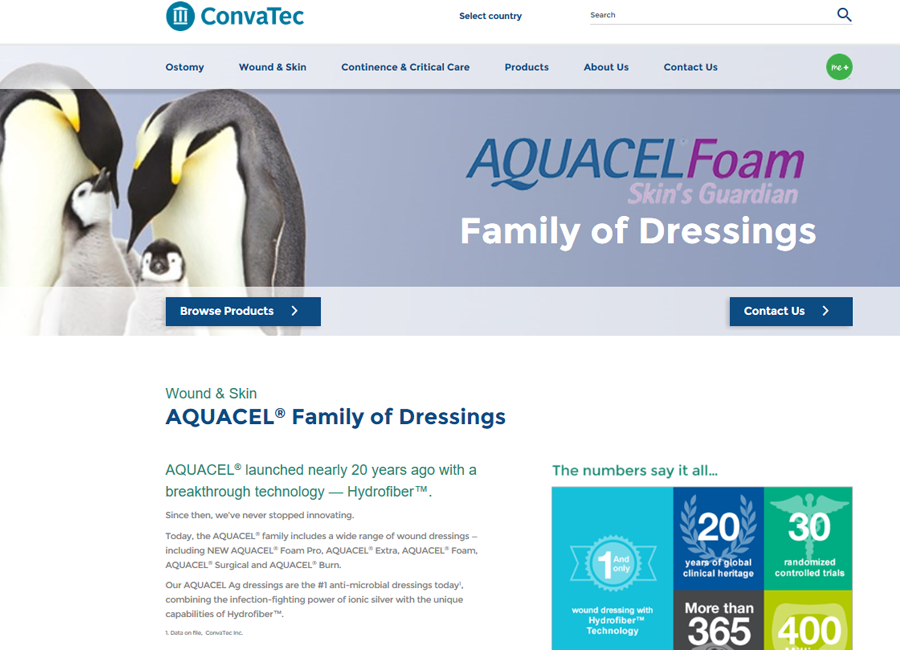 ConvaTec
Select country
Search
Ostomy
Wound & Skin
Continence & Critical Care
Products
About Us
Contact Us
me+
AQUACEL® Foam
Skin's Guardian
Family of Dressings
Browse Products
Contact Us
Wound & Skin
AQUACEL® Family of Dressings
AQUACEL® launched nearly 20 years ago with a
breakthrough technology — Hydrofiber™.
Since then, we've never stopped innovating.
Today, the AQUACEL® family includes a wide range of wound dressings –
including NEW AQUACEL® Foam Pro, AQUACEL® Extra, AQUACEL® Foam,
AQUACEL® Surgical and AQUACEL® Burn.
Our AQUACEL Ag dressings are the #1 anti-microbial dressings today¹,
combining the infection-fighting power of ionic silver with the unique
capabilities of Hydrofiber™.
1. Data on file, ConvaTec Inc.
The numbers say it all...
1 And
only
wound dressing with
Hydrofiber™
Technology
20
years of global
clinical heritage
30
randomized
controlled trials
More than
365
400